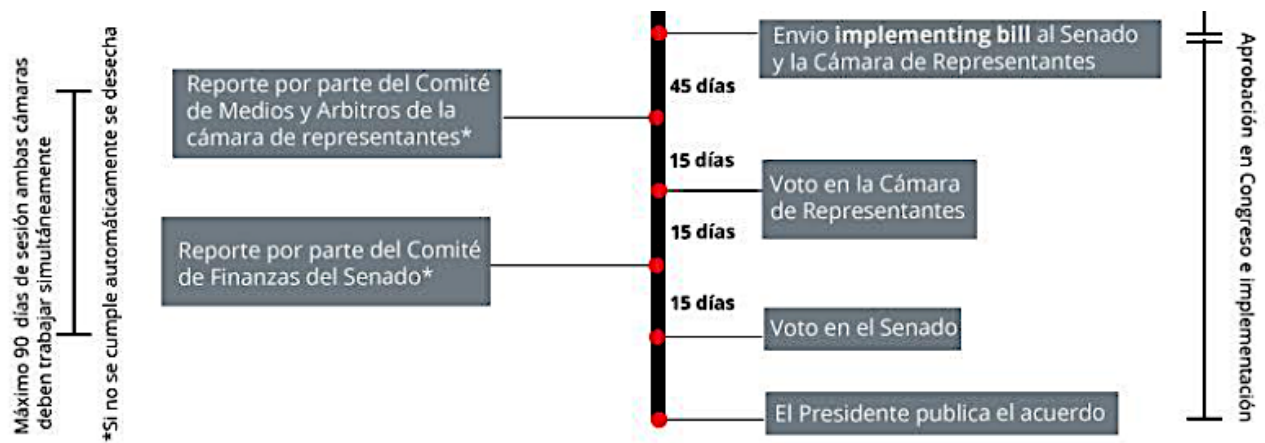 Envio implementing bill al Senado
y la Cámara de Representantes
45 días
Reporte por parte del Comité
de Medios y Arbitros de la
cámara de representantes*
15 días
Voto en la Cámara
de Representantes
15 días
Reporte por parte del Comité
de Finanzas del Senado*
15 días
Voto en el Senado
El Presidente publica el acuerdo
Máximo 90 días de sesión ambas cámaras
deben trabajar simultáneamente
*Si no se cumple automáticamente se desecha
Aprobación en Congreso e implementación